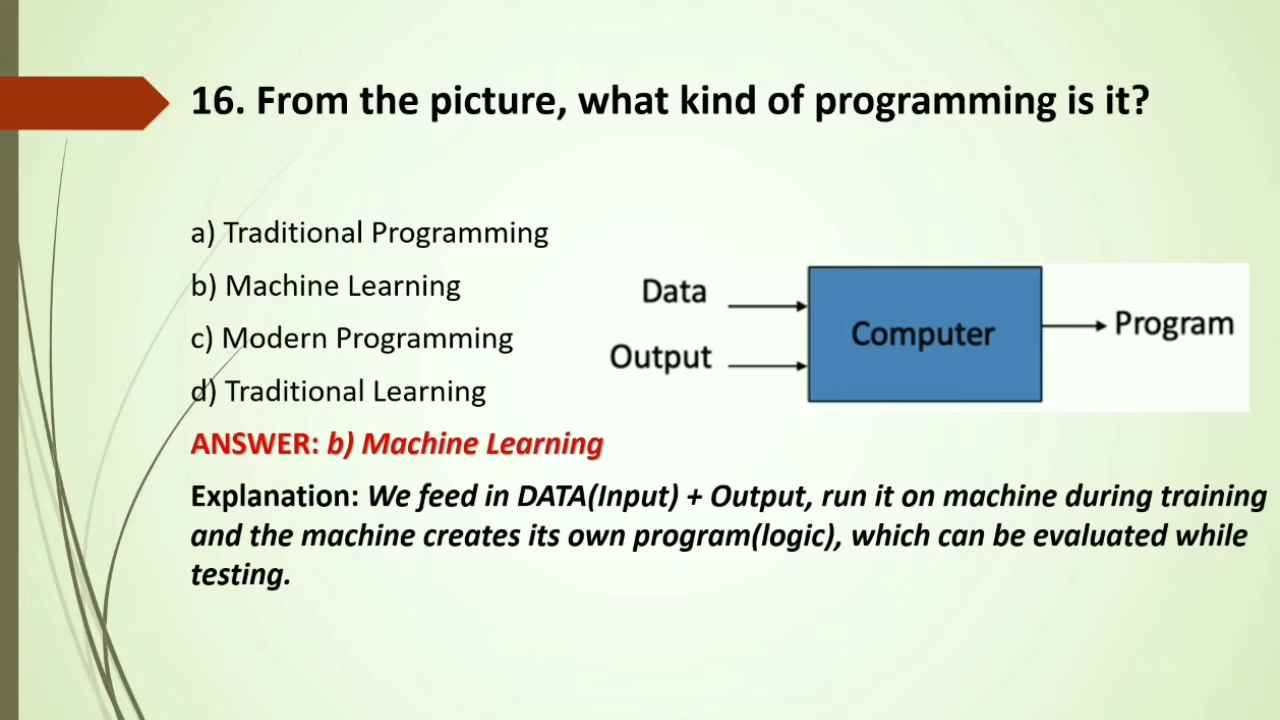 16. From the picture, what kind of programming is it?
a) Traditional Programming
b) Machine Learning
c) Modern Programming
d) Traditional Learning
Data
Output
Computer
Program
ANSWER: b) Machine Learning
Explanation: We feed in DATA(Input) + Output, run it on machine during training
and the machine creates its own program(logic), which can be evaluated while
testing.